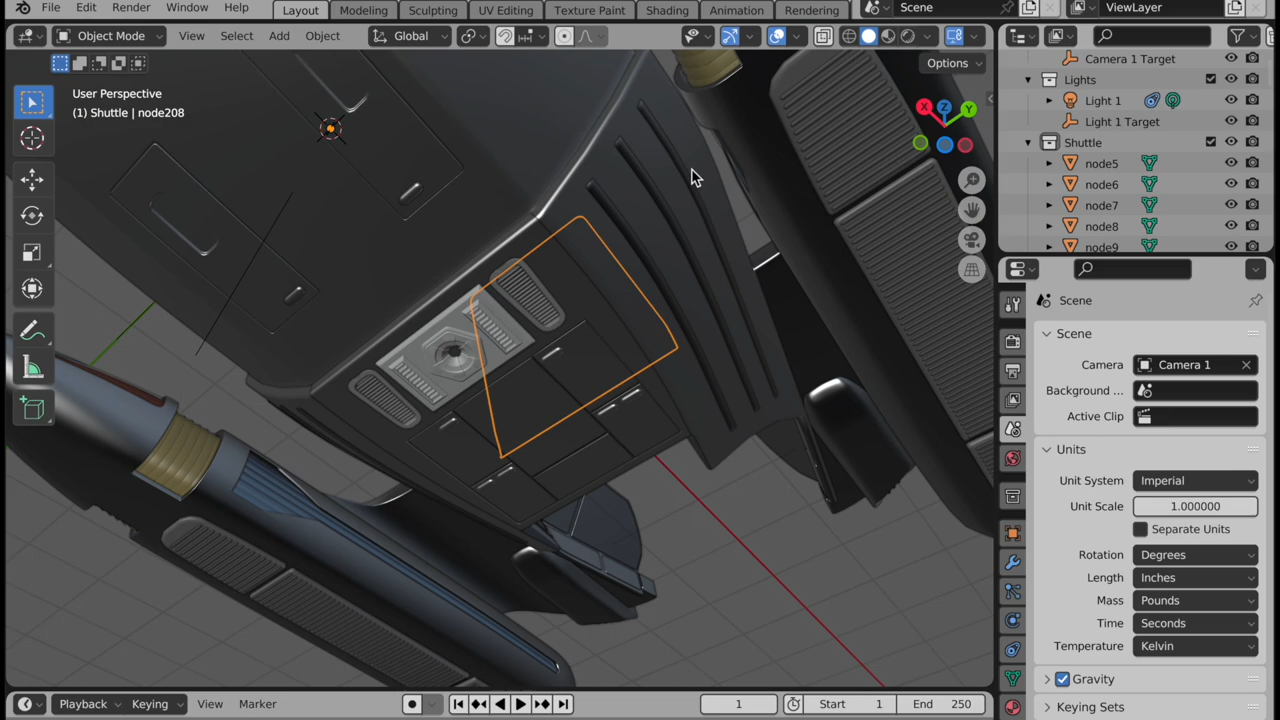 File Edit Render Window Help Layout Modeling Sculpting UV Editing Texture Paint Shading Animation Rendering Scene ViewLayer
Object Mode View Select Add Object Global
Options
User Perspective
(1) Shuttle | node208
X Z Y
Camera 1 Target
Lights
Light 1
Light 1 Target
Shuttle
node5
node6
node7
node8
node9
Scene
Scene
Camera Camera 1
Background ...
Active Clip
Units
Unit System Imperial
Unit Scale 1.000000
Separate Units
Rotation Degrees
Length Inches
Mass Pounds
Time Seconds
Temperature Kelvin
Gravity
Keying Sets
Playback Keying View Marker 1 Start 1 End 250